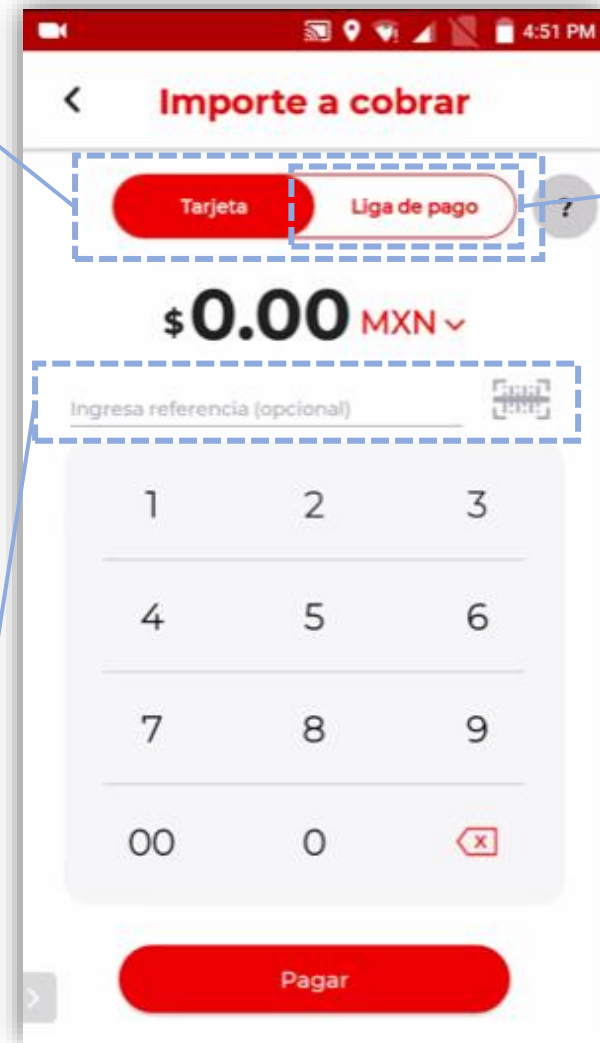 4:51 PM
Importe a cobrar
Tarjeta Liga de pago ?
$0.00 MXN
Ingresa referencia (opcional)
1 2 3
4 5 6
7 8 9
00 0 x
Pagar